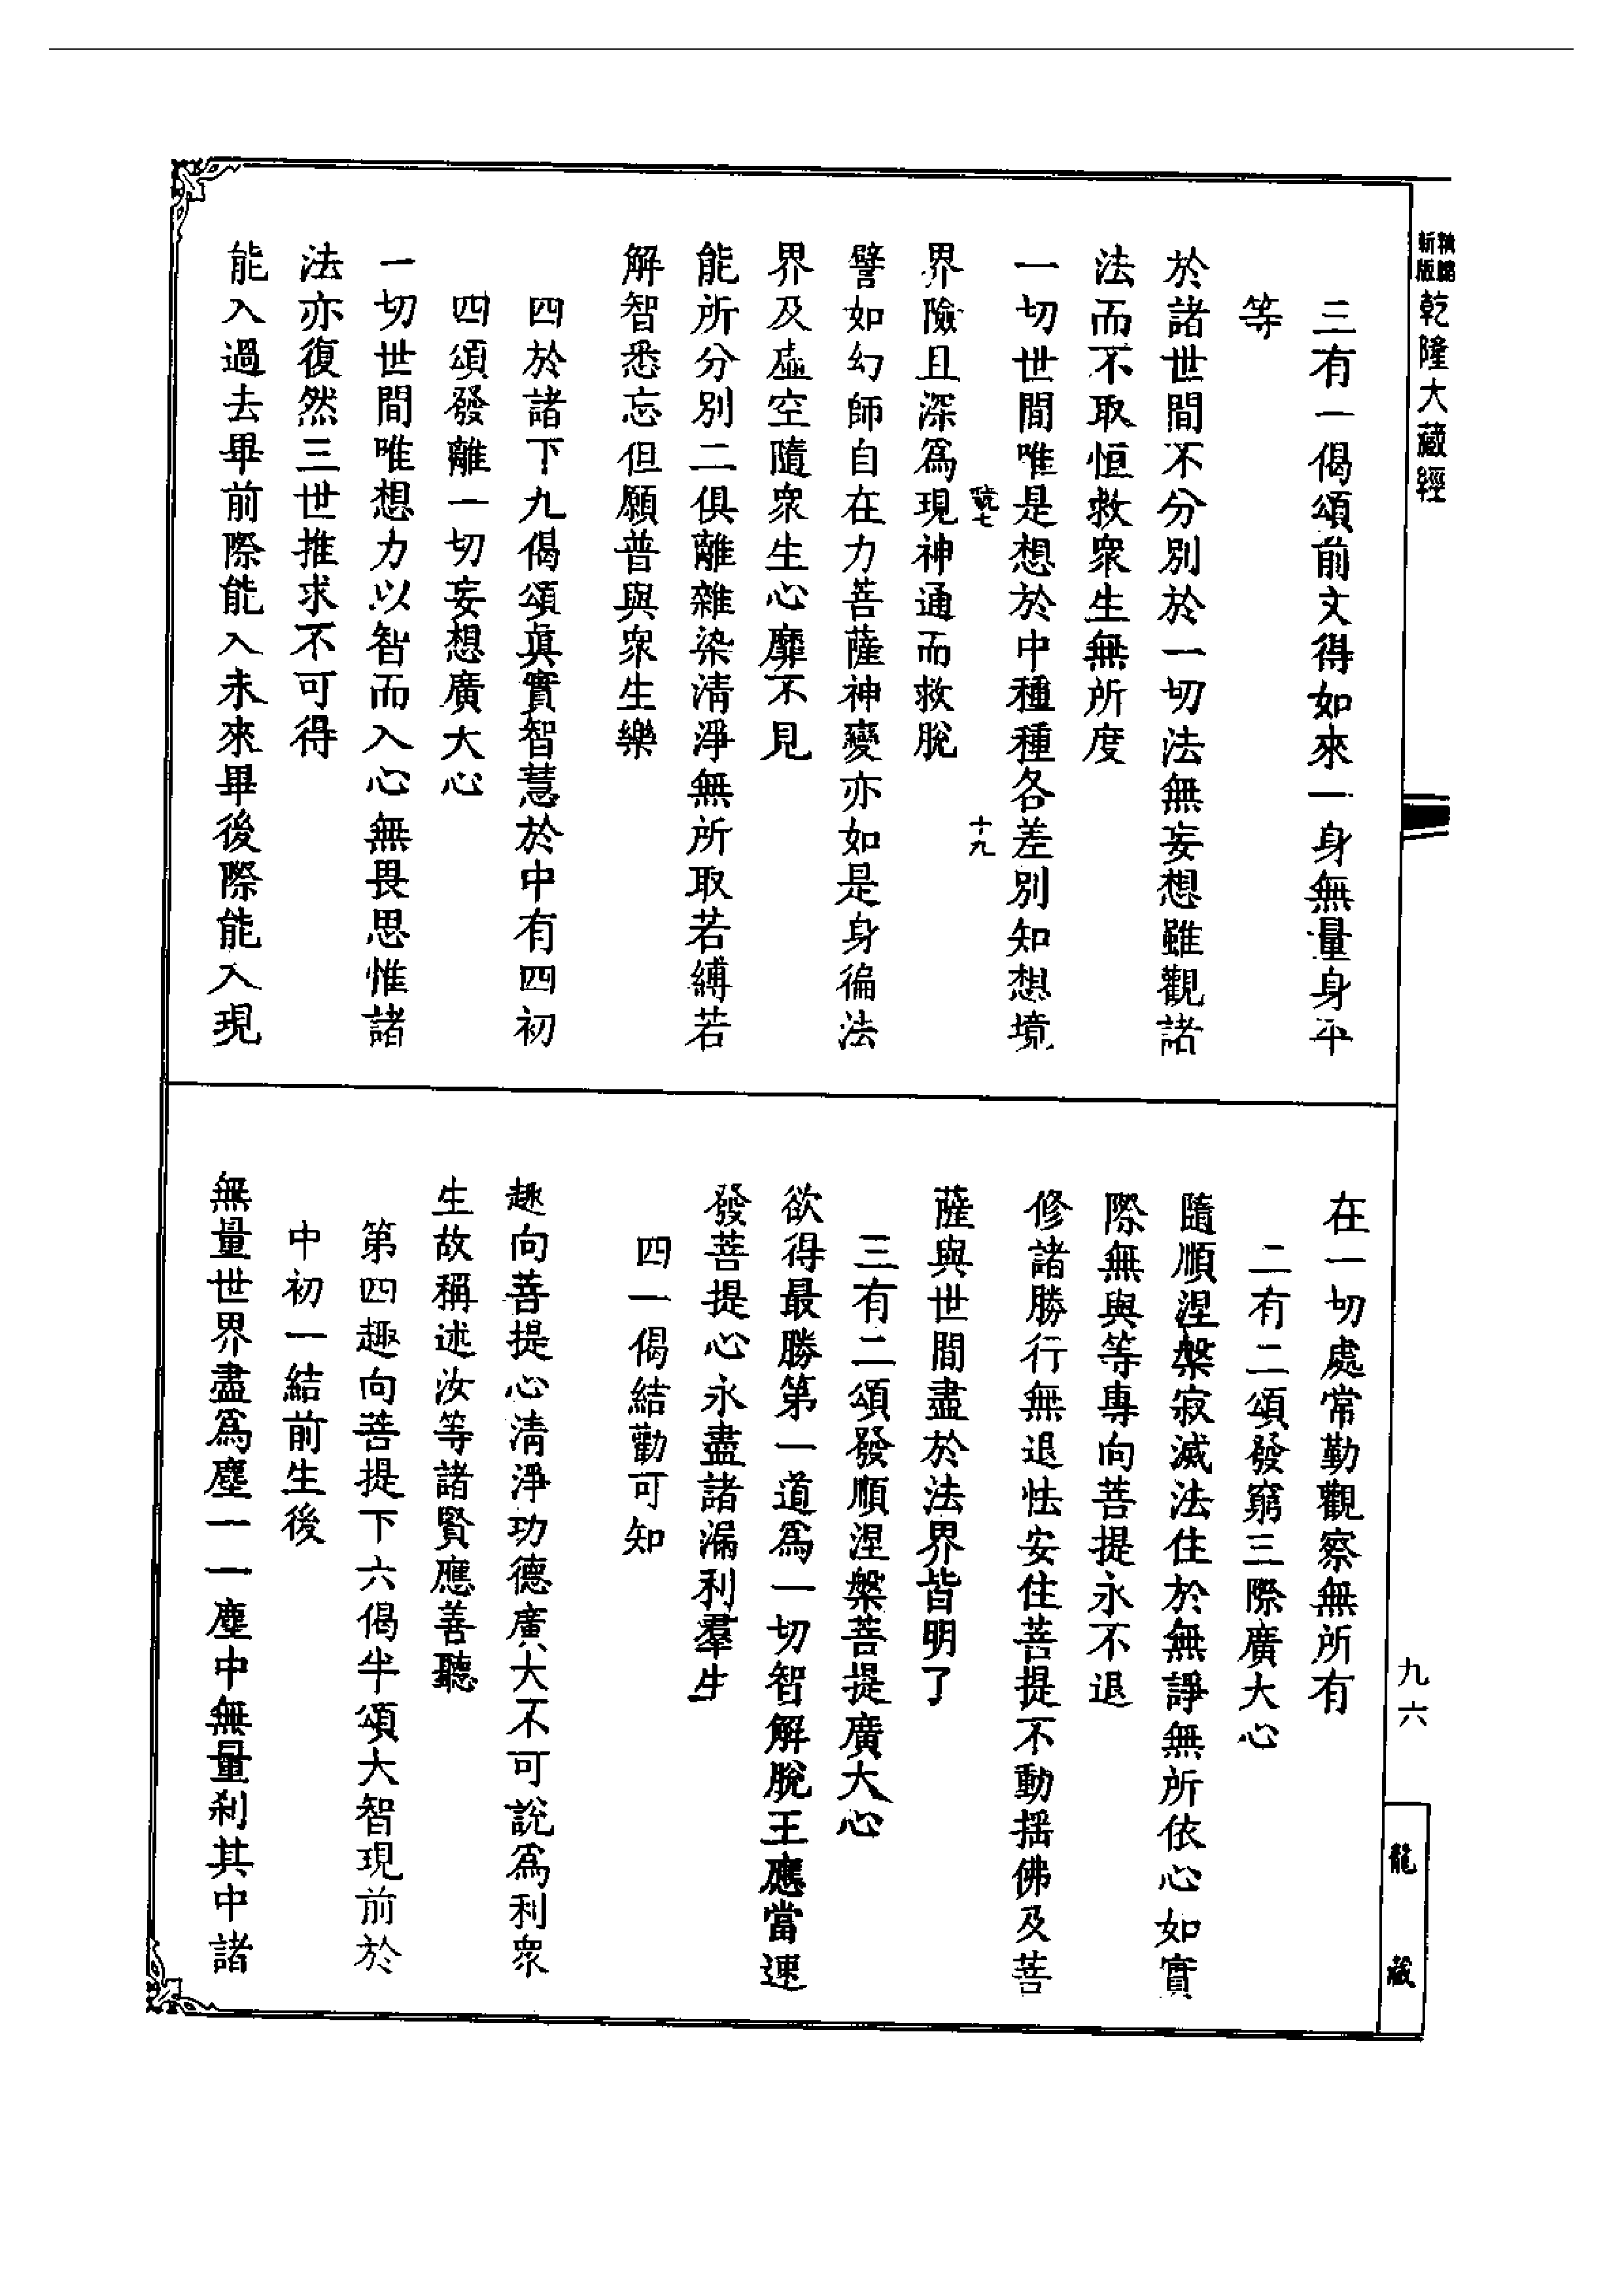 新版
乾隆大藏經
三有一偈頌前文得如來一身無量身平
等
於諸世間不分別於一切法無妄想雖觀諸
法而不取恒救衆生無所度
一切世間唯是想於中種種各差別知想境
七
十九
界險且深爲現神通而救脫
譬如幻師自在力菩薩神變亦如是身徧法
界及虛空隨衆生心靡不見
能所分別二俱離雜染清淨無所取若縛若
解智悉忘但願普與衆生樂
四於諸下九偈頌眞實智慧於中有四初
四頌發離一切妄想廣大心
一切世間唯想力以智而入心無畏思惟諸
法亦復然三世推求不可得
能入過去畢前際能入未來畢後際能入現
在一切處常勤觀察無所有
二有二頌發窮三際廣大心
隨順涅槃寂滅法住於無諍無所依心如實
際無與等專向菩提永不退
修諸勝行無退怯安住菩提不動揺佛及菩
薩與世間盡於法界皆明了
三有二頌發順涅槃菩提廣大心
欲得最勝第一道爲一切智解脫王應當速
發菩提心永盡諸漏利羣生
四一偈結勸可知
趣向菩提心清淨功德廣大不可說爲利衆
生故稱述汝等諸賢應善聽
第四趣向菩提下六偈半頌大智現前於
中初一結前生後
無量世界盡爲塵一一塵中無量刹其中諸
九六
龍藏